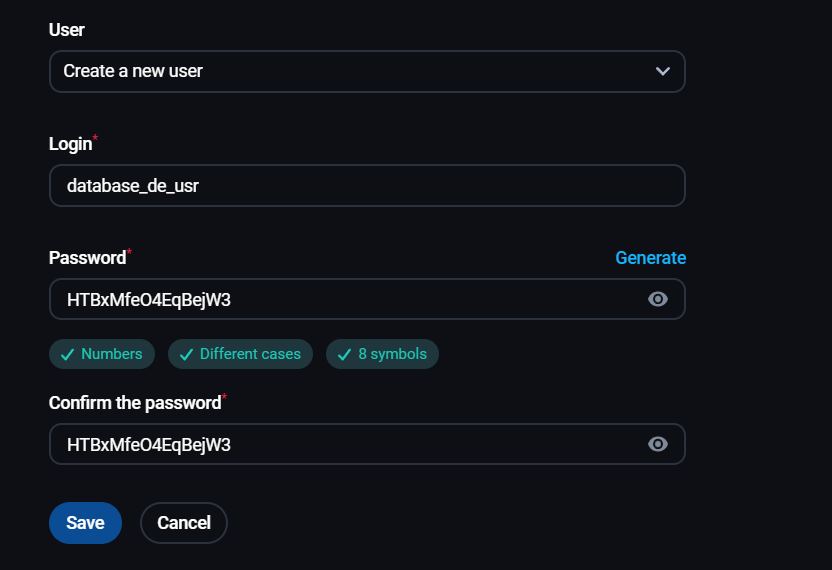 User
Create a new user
Login*
database_de_usr
Password*
Generate
HTBxMfeO4EqBejW3
Numbers
Different cases
8 symbols
Confirm the password*
HTBxMfeO4EqBejW3
Save
Cancel